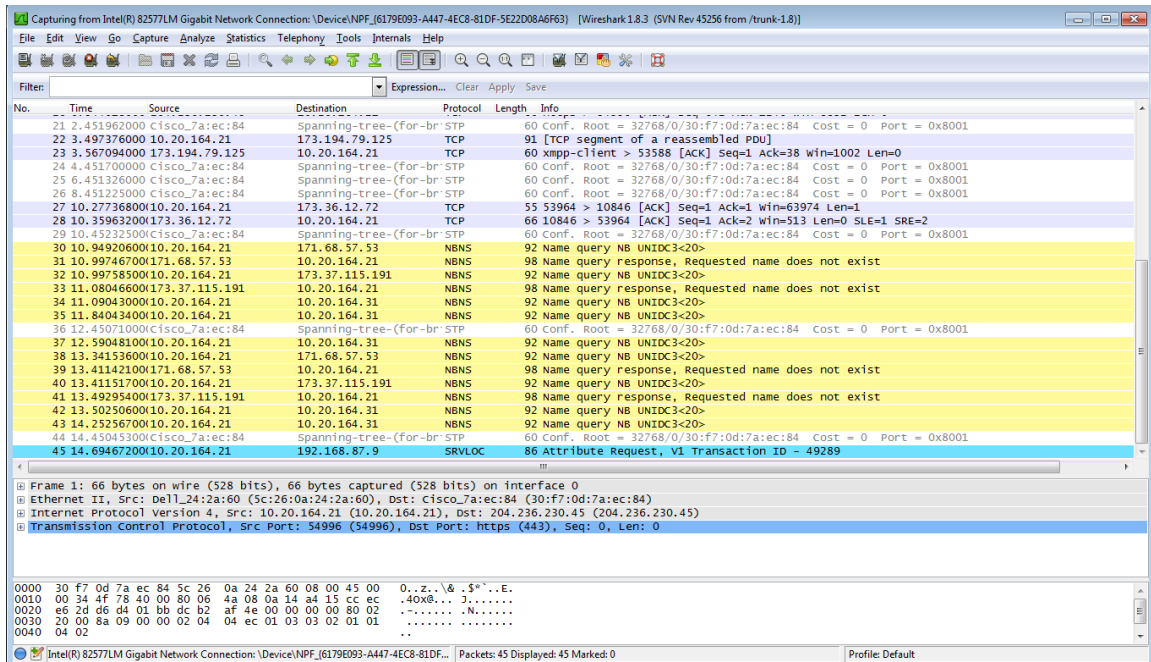 Capturing from Intel(R) 82577LM Gigabit Network Connection: \Device\NPF_{6179E093-A447-4EC8-81DF-5E22D08A6F63} [Wireshark 1.8.3 (SVN Rev 45256 from /trunk-1.8)]
File Edit View Go Capture Analyze Statistics Telephony Tools Internals Help
Filter: Expression... Clear Apply Save
No. Time Source Destination Protocol Length Info
21 2.451962000 Cisco_7a:ec:84 Spanning-tree-(for-br STP 60 Conf. Root = 32768/0/30:f7:0d:7a:ec:84 Cost = 0 Port = 0x8001
22 3.497376000 10.20.164.21 173.194.79.125 TCP 91 [TCP segment of a reassembled PDU]
23 3.567094000 173.194.79.125 10.20.164.21 TCP 60 xmpp-client > 53588 [ACK] Seq=1 Ack=38 Win=1002 Len=0
24 4.451700000 Cisco_7a:ec:84 Spanning-tree-(for-br STP 60 Conf. Root = 32768/0/30:f7:0d:7a:ec:84 Cost = 0 Port = 0x8001
25 6.451326000 Cisco_7a:ec:84 Spanning-tree-(for-br STP 60 Conf. Root = 32768/0/30:f7:0d:7a:ec:84 Cost = 0 Port = 0x8001
26 8.451225000 Cisco_7a:ec:84 Spanning-tree-(for-br STP 60 Conf. Root = 32768/0/30:f7:0d:7a:ec:84 Cost = 0 Port = 0x8001
27 10.27736800(10.20.164.21 173.36.12.72 TCP 55 53964 > 10846 [ACK] Seq=1 Ack=1 Win=63974 Len=1
28 10.35963200(173.36.12.72 10.20.164.21 TCP 66 10846 > 53964 [ACK] Seq=1 Ack=2 Win=513 Len=0 SLE=1 SRE=2
29 10.45232500(Cisco_7a:ec:84 Spanning-tree-(for-br STP 60 Conf. Root = 32768/0/30:f7:0d:7a:ec:84 Cost = 0 Port = 0x8001
30 10.94920600(10.20.164.21 171.68.57.53 NBNS 92 Name query NB UNIDC3<20>
31 10.99746700(171.68.57.53 10.20.164.21 NBNS 98 Name query response, Requested name does not exist
32 10.99758500(10.20.164.21 173.37.115.191 NBNS 92 Name query NB UNIDC3<20>
33 11.08046600(173.37.115.191 10.20.164.21 NBNS 98 Name query response, Requested name does not exist
34 11.09043000(10.20.164.21 10.20.164.31 NBNS 92 Name query NB UNIDC3<20>
35 11.84043400(10.20.164.21 10.20.164.31 NBNS 92 Name query NB UNIDC3<20>
36 12.45071000(Cisco_7a:ec:84 Spanning-tree-(for-br STP 60 Conf. Root = 32768/0/30:f7:0d:7a:ec:84 Cost = 0 Port = 0x8001
37 12.59048100(10.20.164.21 10.20.164.31 NBNS 92 Name query NB UNIDC3<20>
38 13.34153600(10.20.164.21 171.68.57.53 NBNS 92 Name query NB UNIDC3<20>
39 13.41142100(171.68.57.53 10.20.164.21 NBNS 98 Name query response, Requested name does not exist
40 13.41151700(10.20.164.21 173.37.115.191 NBNS 92 Name query NB UNIDC3<20>
41 13.49295400(173.37.115.191 10.20.164.21 NBNS 98 Name query response, Requested name does not exist
42 13.50250600(10.20.164.21 10.20.164.31 NBNS 92 Name query NB UNIDC3<20>
43 14.25256700(10.20.164.21 10.20.164.31 NBNS 92 Name query NB UNIDC3<20>
44 14.45045300(Cisco_7a:ec:84 Spanning-tree-(for-br STP 60 Conf. Root = 32768/0/30:f7:0d:7a:ec:84 Cost = 0 Port = 0x8001
45 14.69467200(10.20.164.21 192.168.87.9 SRVLOC 86 Attribute Request, V1 Transaction ID - 49289
Frame 1: 66 bytes on wire (528 bits), 66 bytes captured (528 bits) on interface 0
Ethernet II, Src: Dell_24:2a:60 (5c:26:0a:24:2a:60), Dst: Cisco_7a:ec:84 (30:f7:0d:7a:ec:84)
Internet Protocol Version 4, Src: 10.20.164.21 (10.20.164.21), Dst: 204.236.230.45 (204.236.230.45)
Transmission Control Protocol, Src Port: 54996 (54996), Dst Port: https (443), Seq: 0, Len: 0
0000 30 f7 0d 7a ec 84 5c 26 0a 24 2a 60 08 00 45 00 0..z..\& .$*`..E.
0010 00 34 4f 78 40 00 80 06 4a 08 0a 14 a4 15 cc ec .4Ox@... J.......
0020 e6 2d d6 d4 01 bb dc b2 af 4e 00 00 00 00 80 02 .-...... .N......
0030 20 00 8a 09 00 00 02 04 04 ec 01 03 03 02 01 01 ....... ........
0040 04 02 ..
Intel(R) 82577LM Gigabit Network Connection: \Device\NPF_{6179E093-A447-4EC8-81DF... Packets: 45 Displayed: 45 Marked: 0 Profile: Default